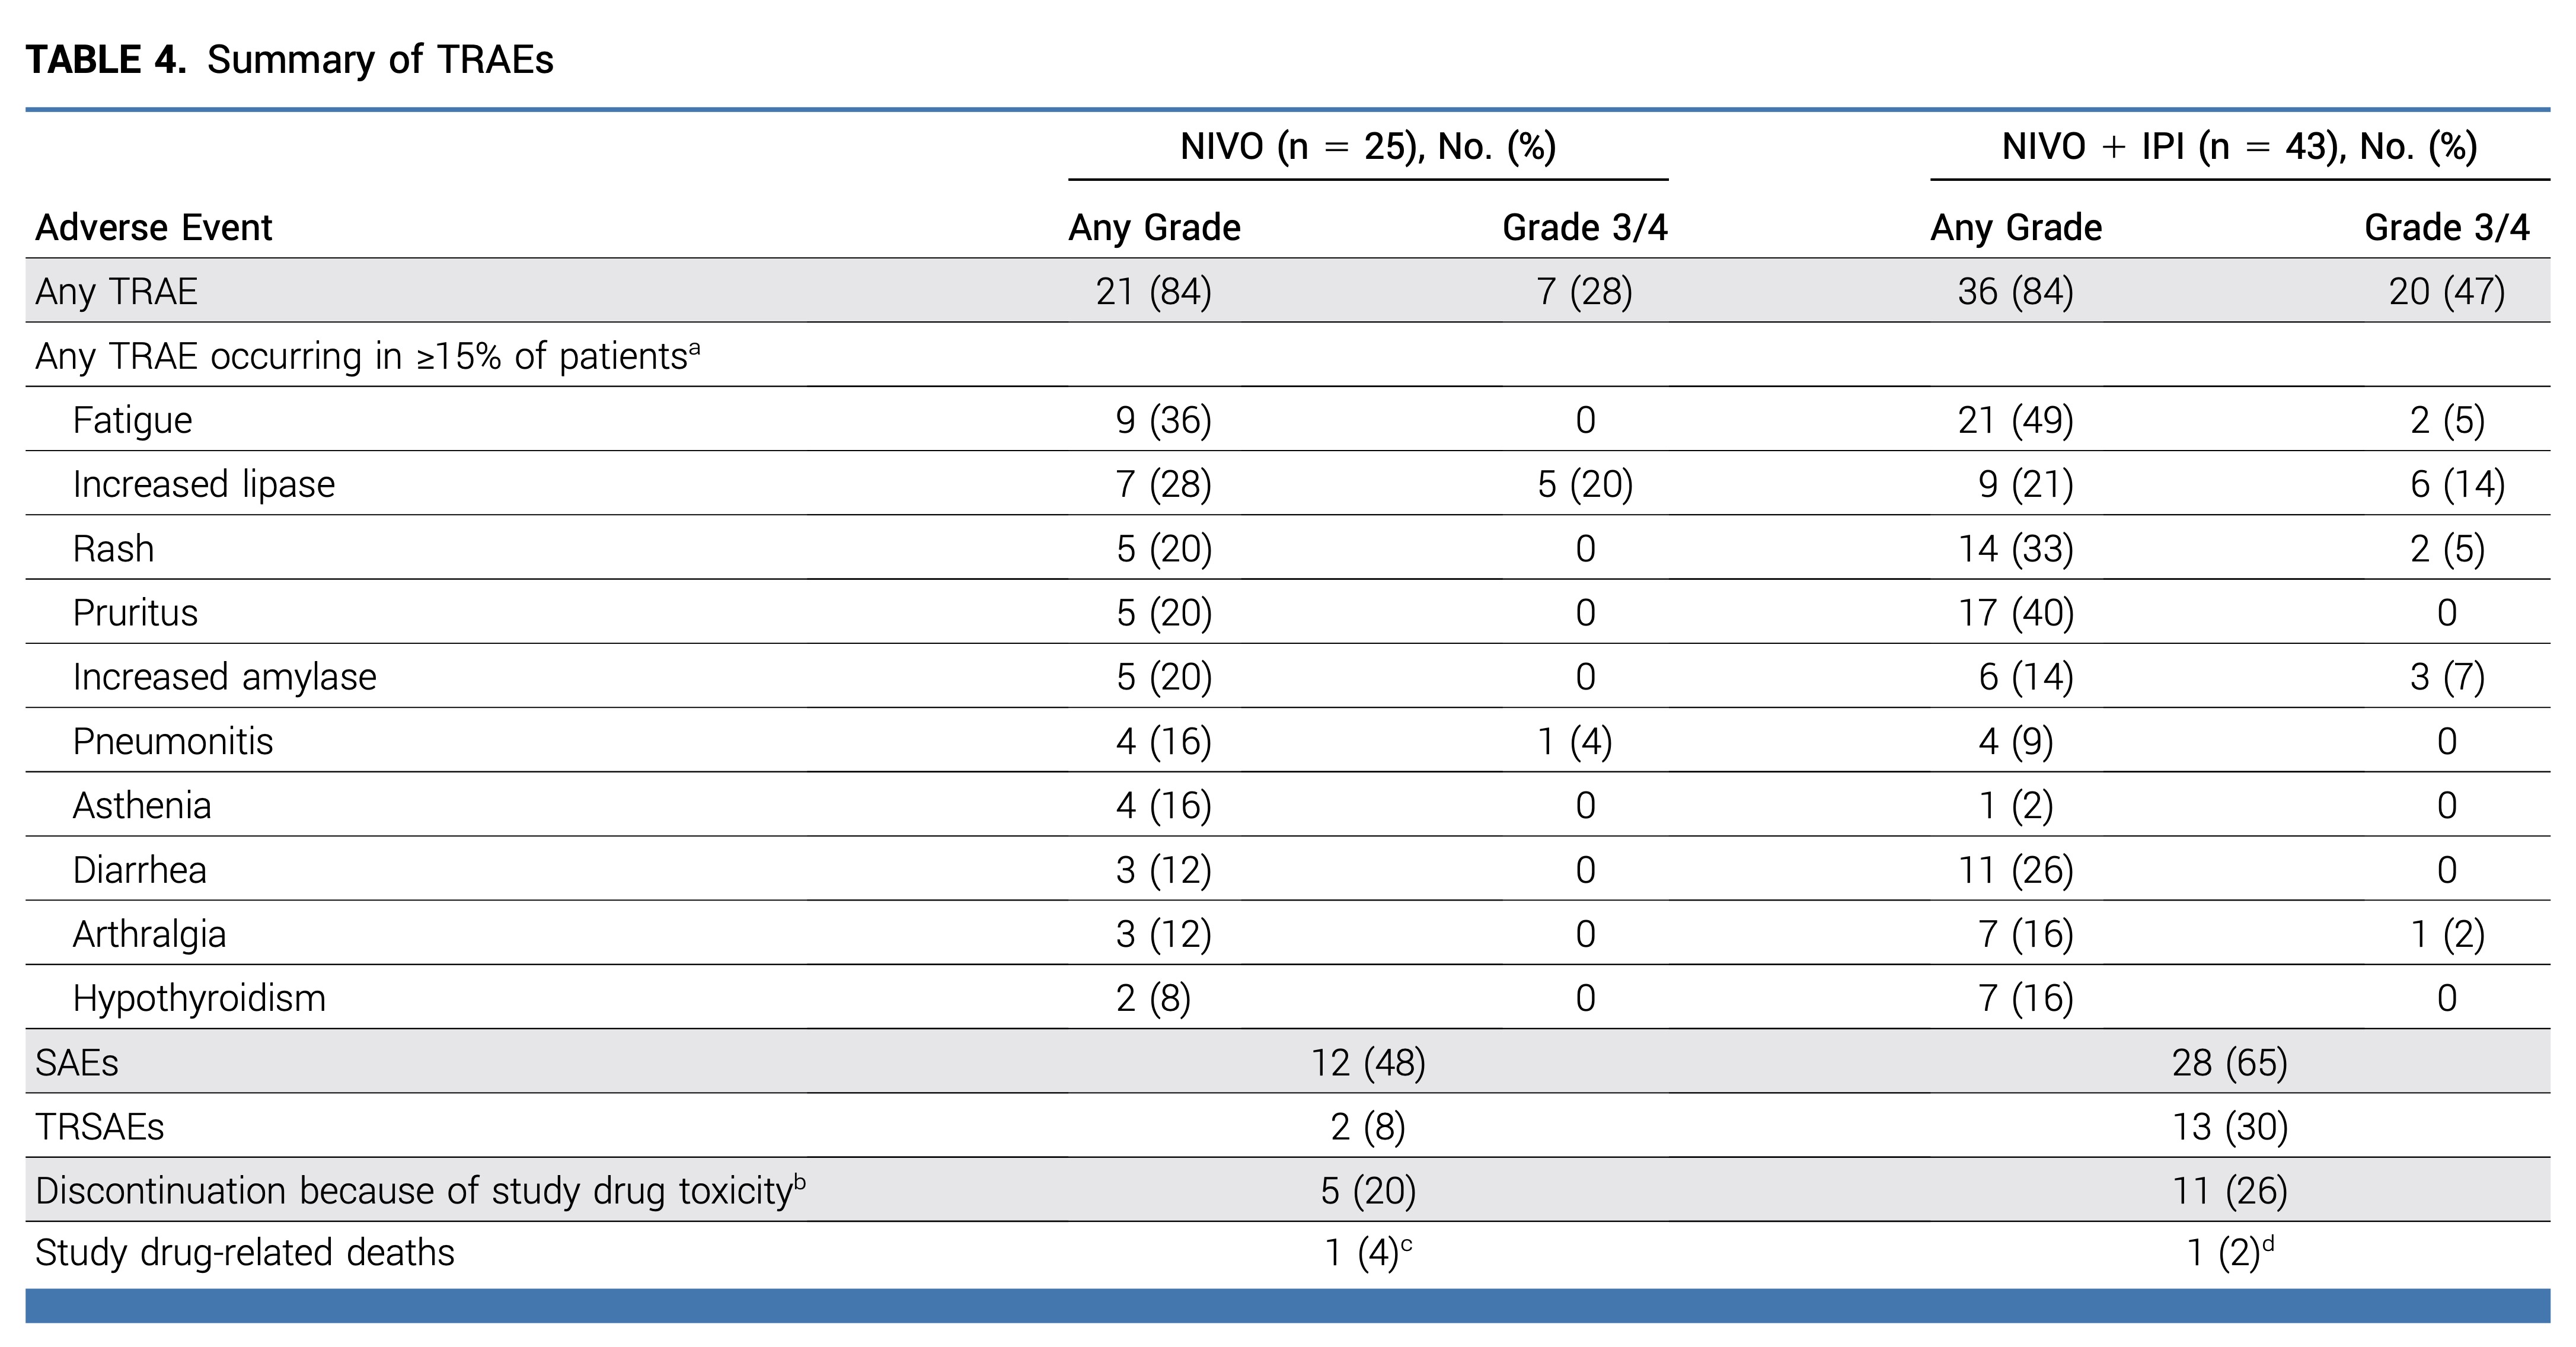 TABLE 4. Summary of TRAEs
NIVO (n = 25), No. (%) NIVO + IPI (n = 43), No. (%)
Adverse Event Any Grade Grade 3/4 Any Grade Grade 3/4
Any TRAE 21 (84) 7 (28) 36 (84) 20 (47)
Any TRAE occurring in ≥15% of patientsᵃ
Fatigue 9 (36) 0 21 (49) 2 (5)
Increased lipase 7 (28) 5 (20) 9 (21) 6 (14)
Rash 5 (20) 0 14 (33) 2 (5)
Pruritus 5 (20) 0 17 (40) 0
Increased amylase 5 (20) 0 6 (14) 3 (7)
Pneumonitis 4 (16) 1 (4) 4 (9) 0
Asthenia 4 (16) 0 1 (2) 0
Diarrhea 3 (12) 0 11 (26) 0
Arthralgia 3 (12) 0 7 (16) 1 (2)
Hypothyroidism 2 (8) 0 7 (16) 0
SAEs 12 (48) 28 (65)
TRSAEs 2 (8) 13 (30)
Discontinuation because of study drug toxicityᵇ 5 (20) 11 (26)
Study drug-related deaths 1 (4)ᶜ 1 (2)ᵈ